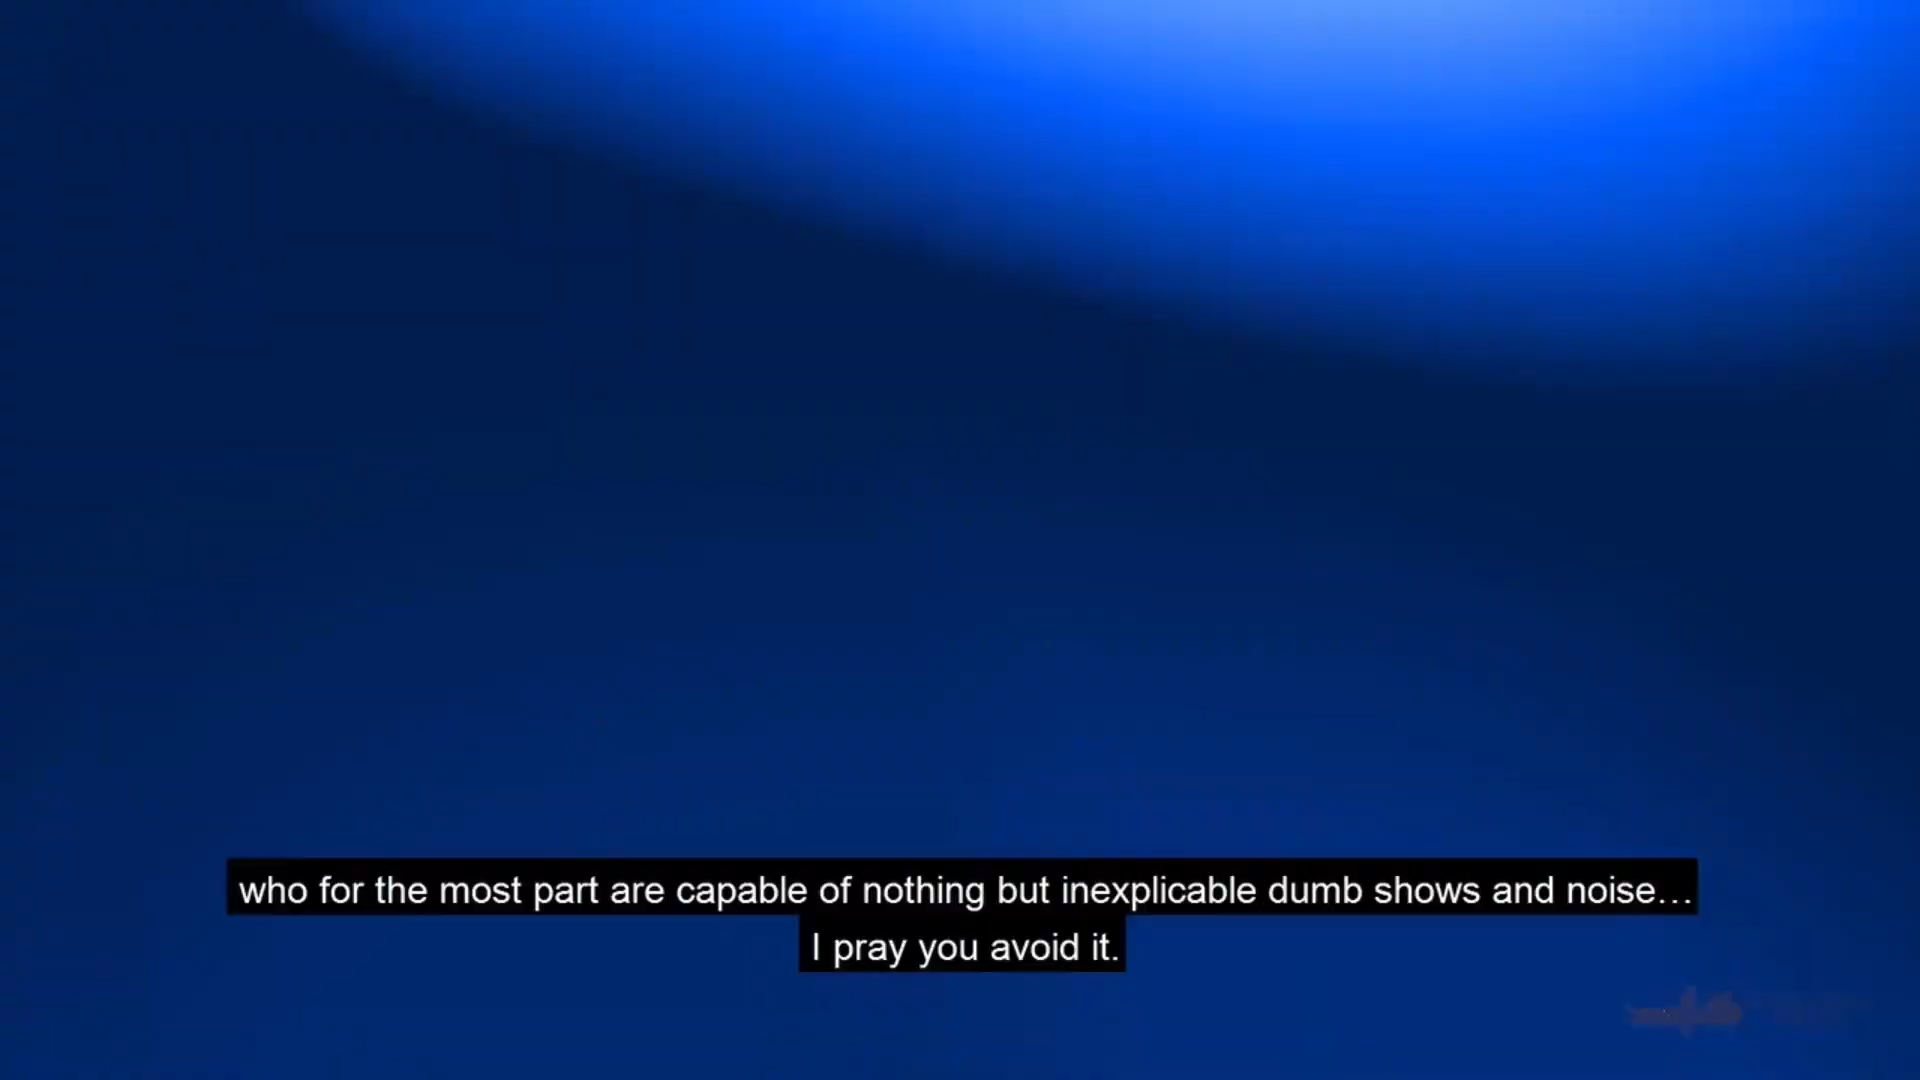 who for the most part are capable of nothing but inexplicable dumb shows and noise…
I pray you avoid it.